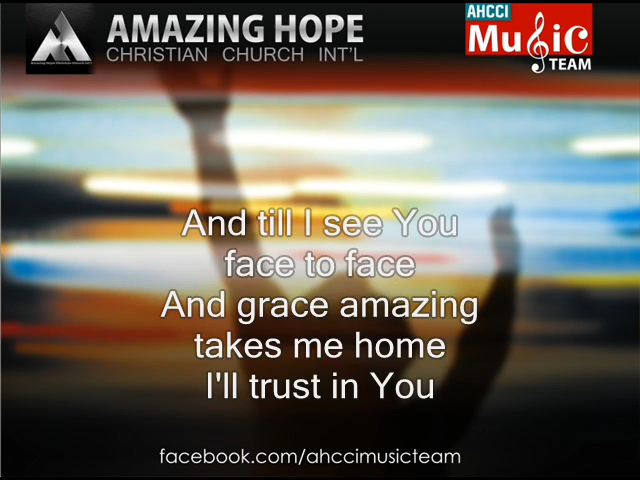 AMAZING HOPE
CHRISTIAN CHURCH INT'L
AHCCI
Music
TEAM
And till I see You
face to face
And grace amazing
takes me home
I'll trust in You
facebook.com/ahccimusicteam